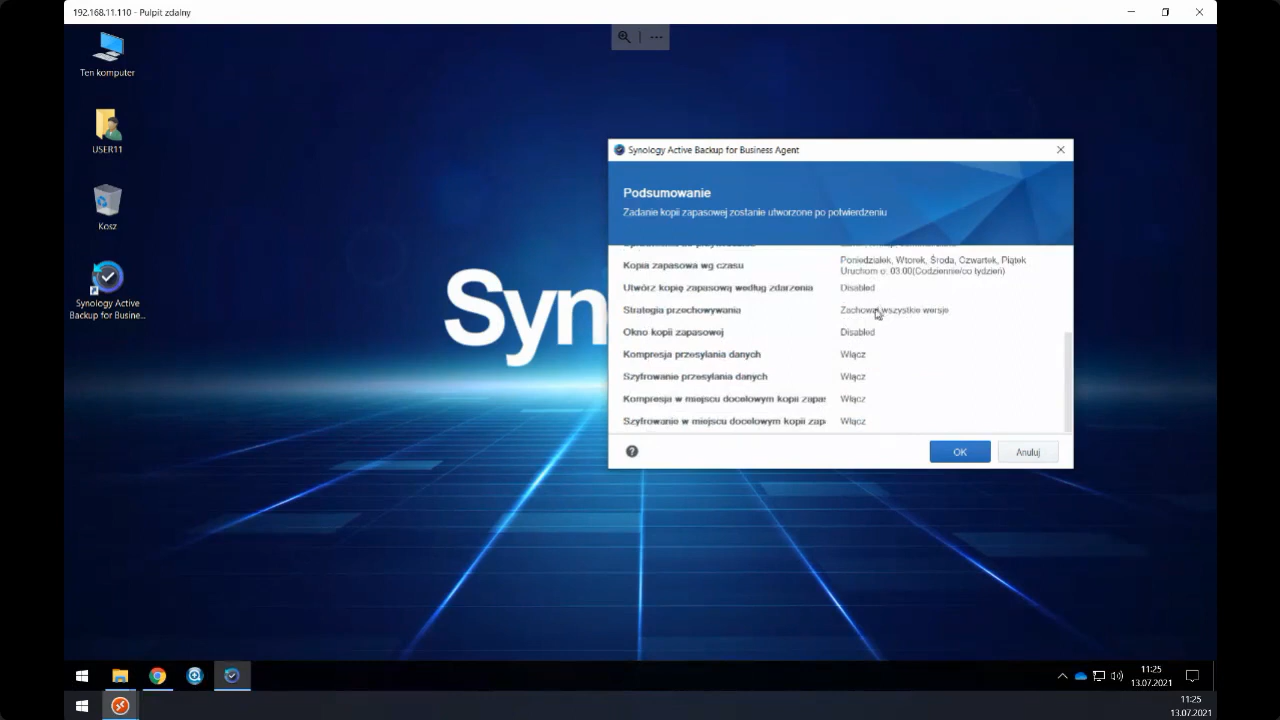 192.168.11.110 - Pulpit zdalny
Ten komputer
USER11
Kosz
Synology Active
Backup for Busine...
Syn
Synology Active Backup for Business Agent
Podsumowanie
Zadanie kopii zapasowej zostanie utworzone po potwierdzeniu
Kopia zapasowa wg czasu
Poniedziałek, Wtorek, Środa, Czwartek, Piątek
Uruchom o: 03:00(Codziennie/co tydzień)
Utwórz kopię zapasową według zdarzenia Disabled
Strategia przechowywania Zachowaj wszystkie wersje
Okno kopii zapasowej Disabled
Kompresja przesyłania danych Włącz
Szyfrowanie przesyłania danych Włącz
Kompresja w miejscu docelowym kopii zapas Włącz
Szyfrowanie w miejscu docelowym kopii zap Włącz
OK
Anuluj
11:25
13.07.2021
11:25
13.07.2021